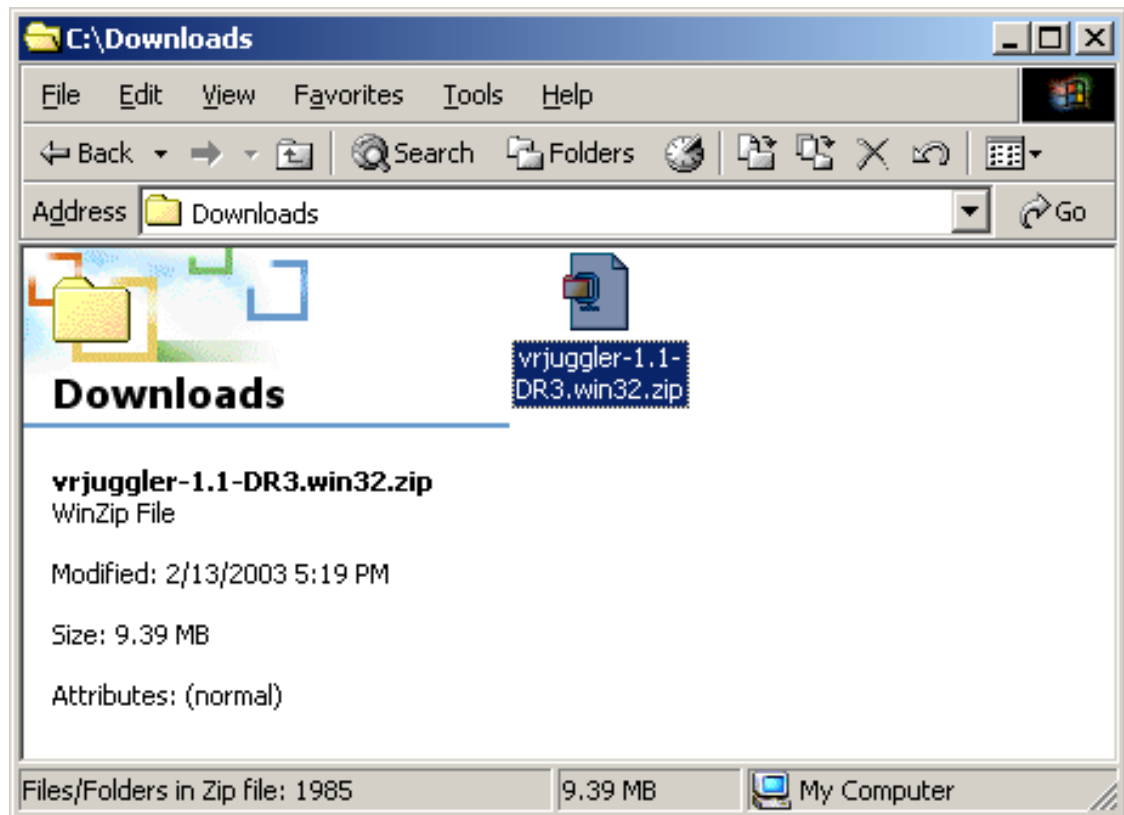 C:\Downloads
File Edit View Favorites Tools Help
Back Search Folders
Address Downloads Go
vrjuggler-1.1-
DR3.win32.zip
Downloads
vrjuggler-1.1-DR3.win32.zip
WinZip File
Modified: 2/13/2003 5:19 PM
Size: 9.39 MB
Attributes: (normal)
Files/Folders in Zip file: 1985 9.39 MB My Computer